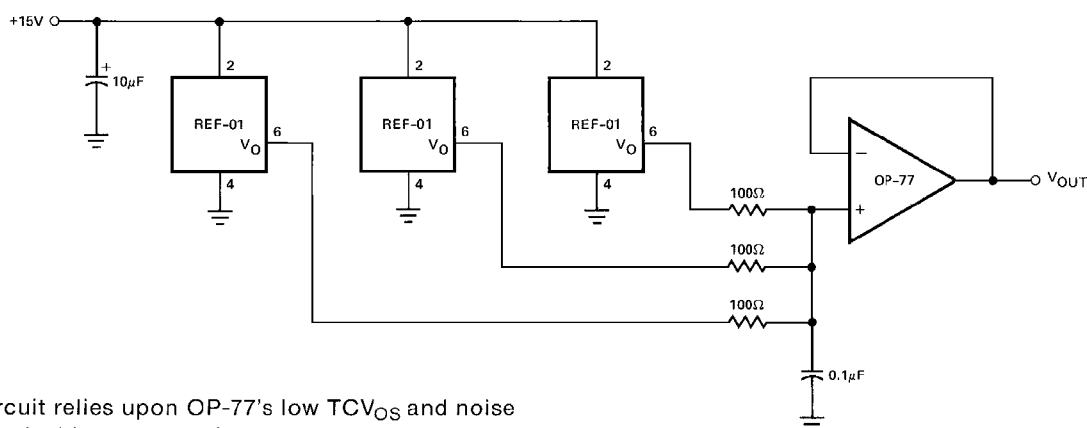 +15V
+
10µF
2
REF-01
VO
6
4
2
REF-01
VO
6
4
2
REF-01
VO
6
4
100Ω
100Ω
100Ω
0.1µF
−
+
OP-77
VOUT
rcuit relies upon OP-77's low TCVOS and noise